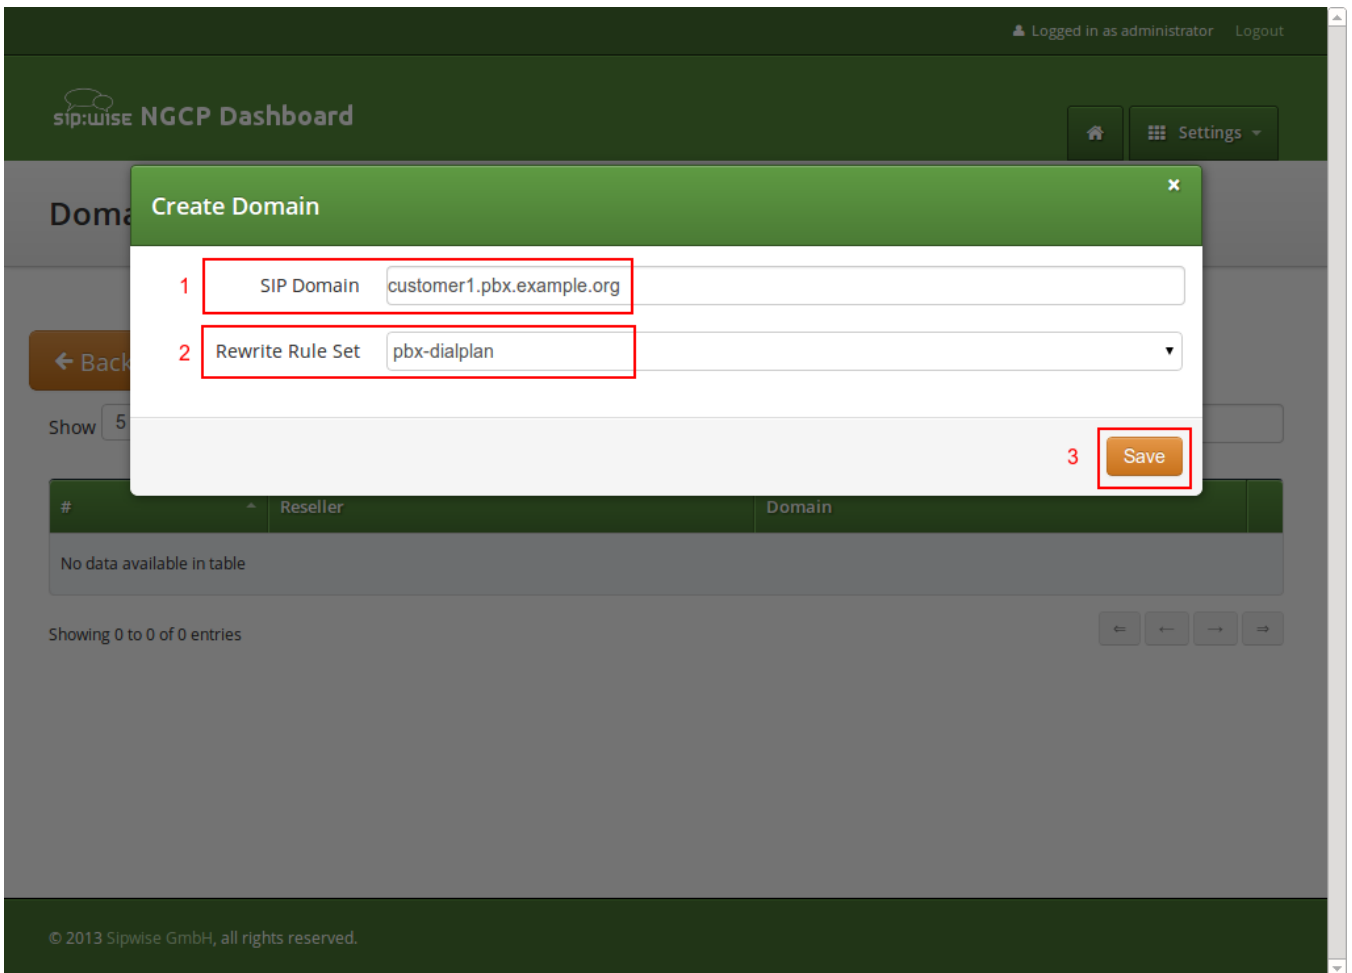 Logged in as administrator Logout
sip:wise NGCP Dashboard
Settings
Doma
Create Domain
×
1 SIP Domain customer1.pbx.example.org
2 Rewrite Rule Set pbx-dialplan
← Back
Show 5
3 Save
# Reseller Domain
No data available in table
Showing 0 to 0 of 0 entries
⇐ ← → ⇒
© 2013 Sipwise GmbH, all rights reserved.